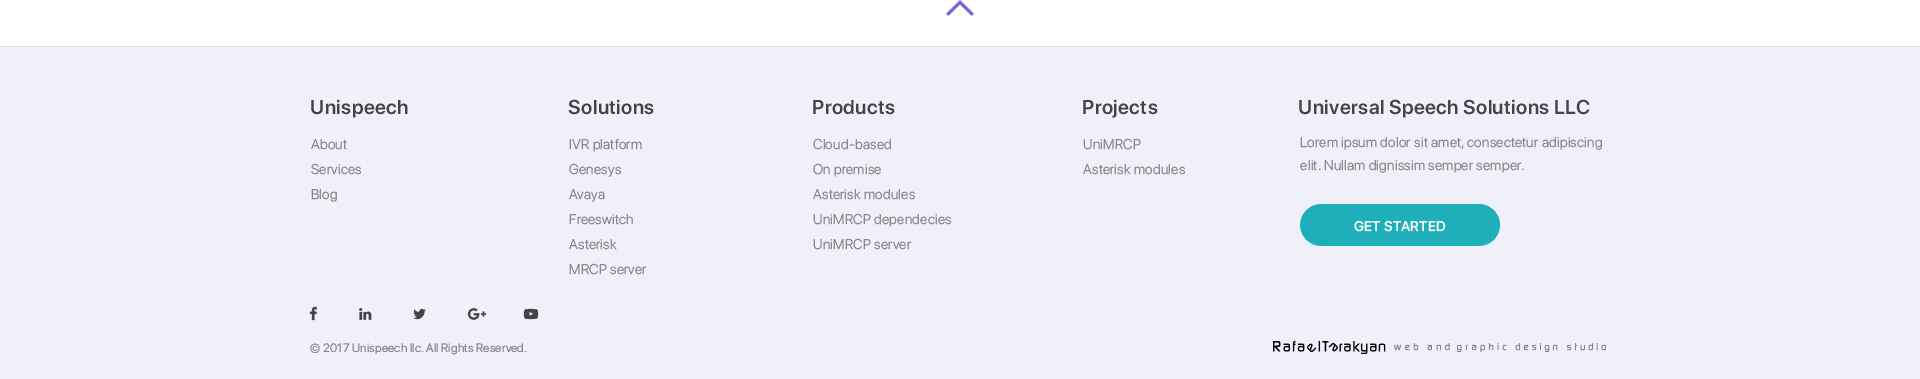 Unispeech
About
Services
Blog
Solutions
IVR platform
Genesys
Avaya
Freeswitch
Asterisk
MRCP server
Products
Cloud-based
On premise
Asterisk modules
UniMRCP dependecies
UniMRCP server
Projects
UniMRCP
Asterisk modules
Universal Speech Solutions LLC
Lorem ipsum dolor sit amet, consectetur adipiscing
elit. Nullam dignissim semper semper.
GET STARTED
© 2017 Unispeech llc. All Rights Reserved.
RafaelTorakyan web and graphic design studio